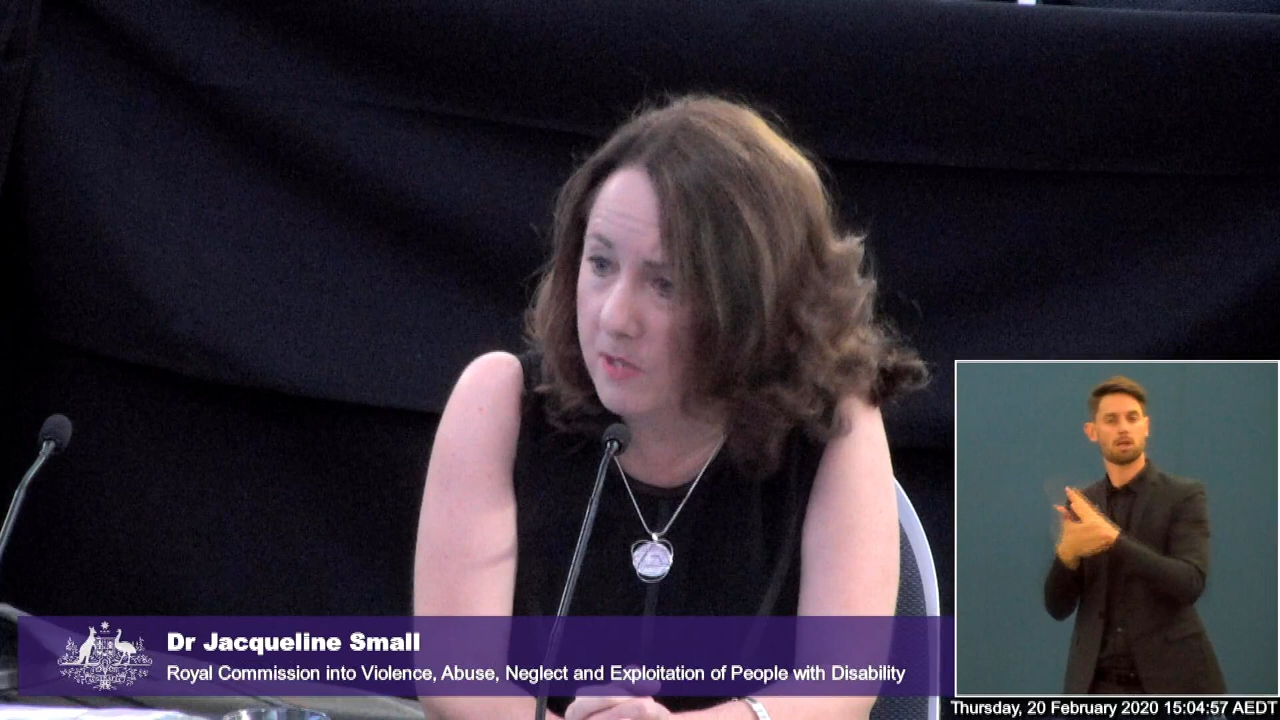 Dr Jacqueline Small
Royal Commission into Violence, Abuse, Neglect and Exploitation of People with Disability
Thursday, 20 February 2020 15:04:57 AEDT